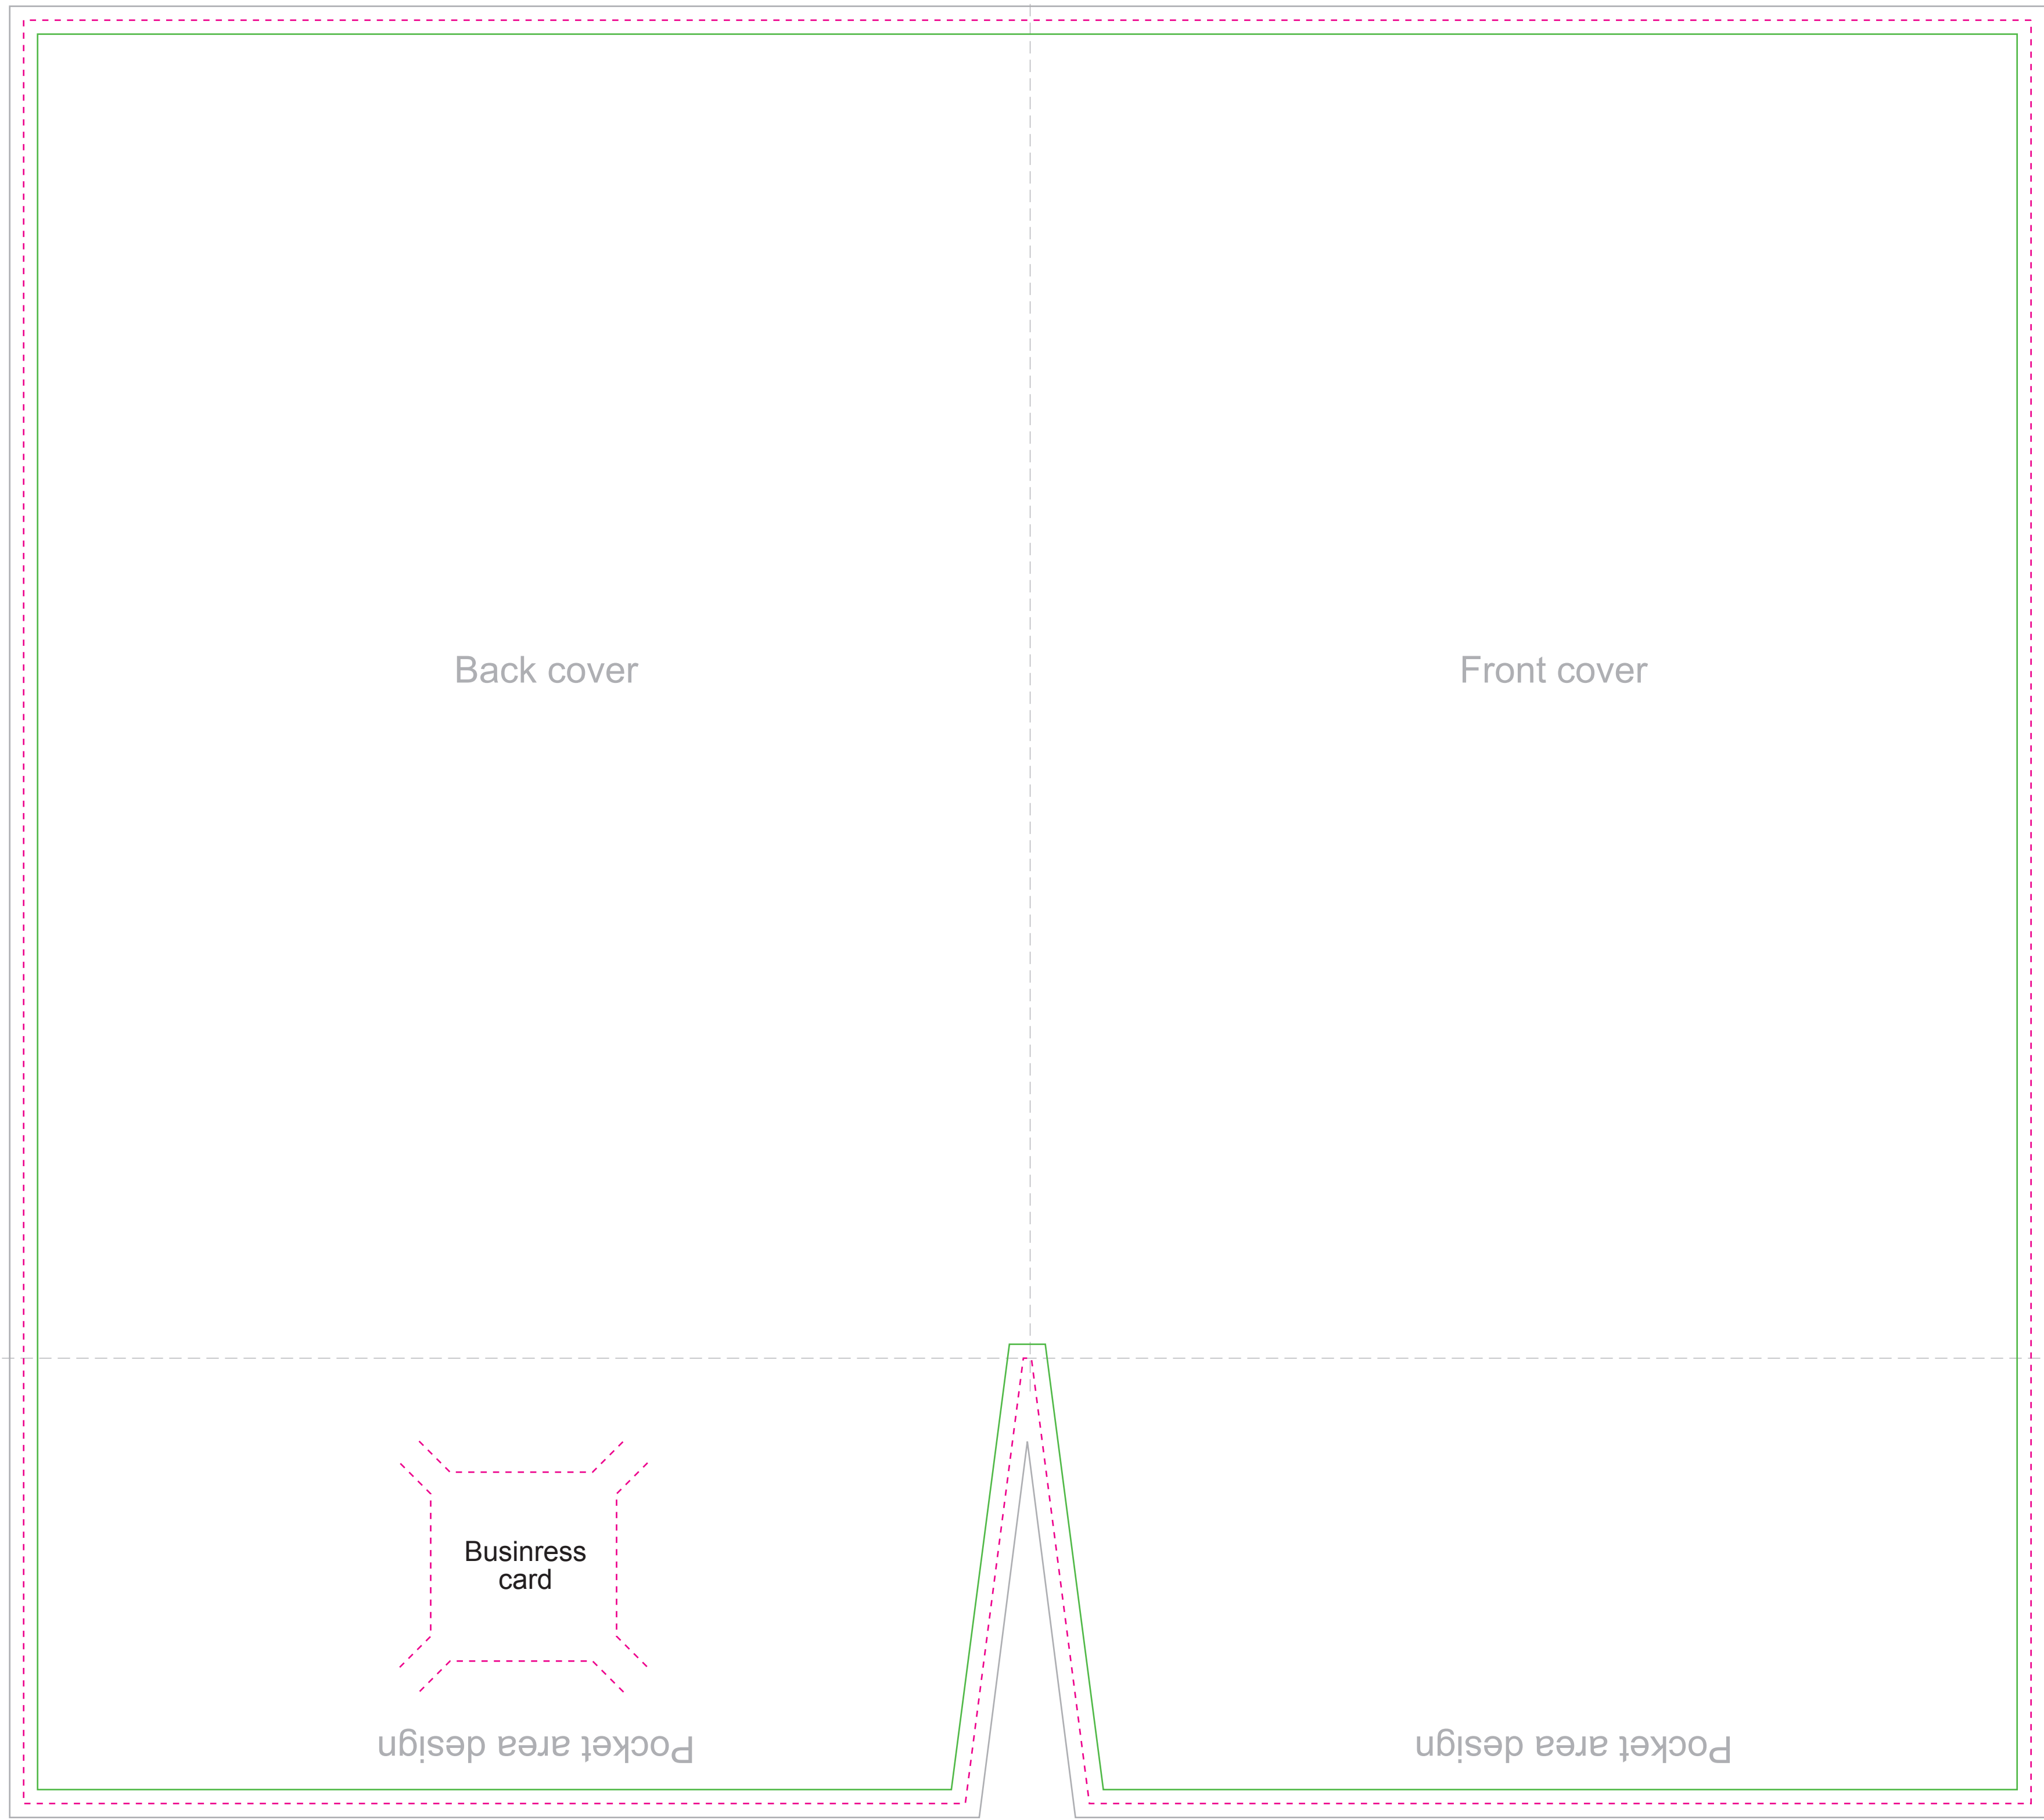 Back cover
Front cover
Businress
card
Pocket area design
Pocket area design